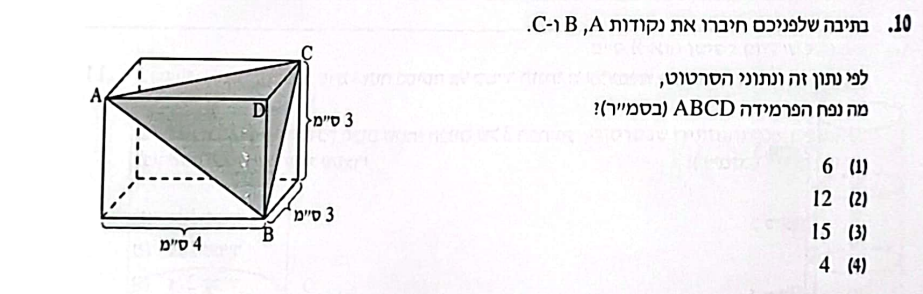 10. בתיבה שלפניכם חיברו את נקודות B ,A ו-C.
לפי נתון זה ונתוני הסרטוט,
מה נפח הפרמידה ABCD (בסמ"ר)?
(1) 6
(2) 12
(3) 15
(4) 4
C
A
D
3 ס"מ
3 ס"מ
B
4 ס"מ